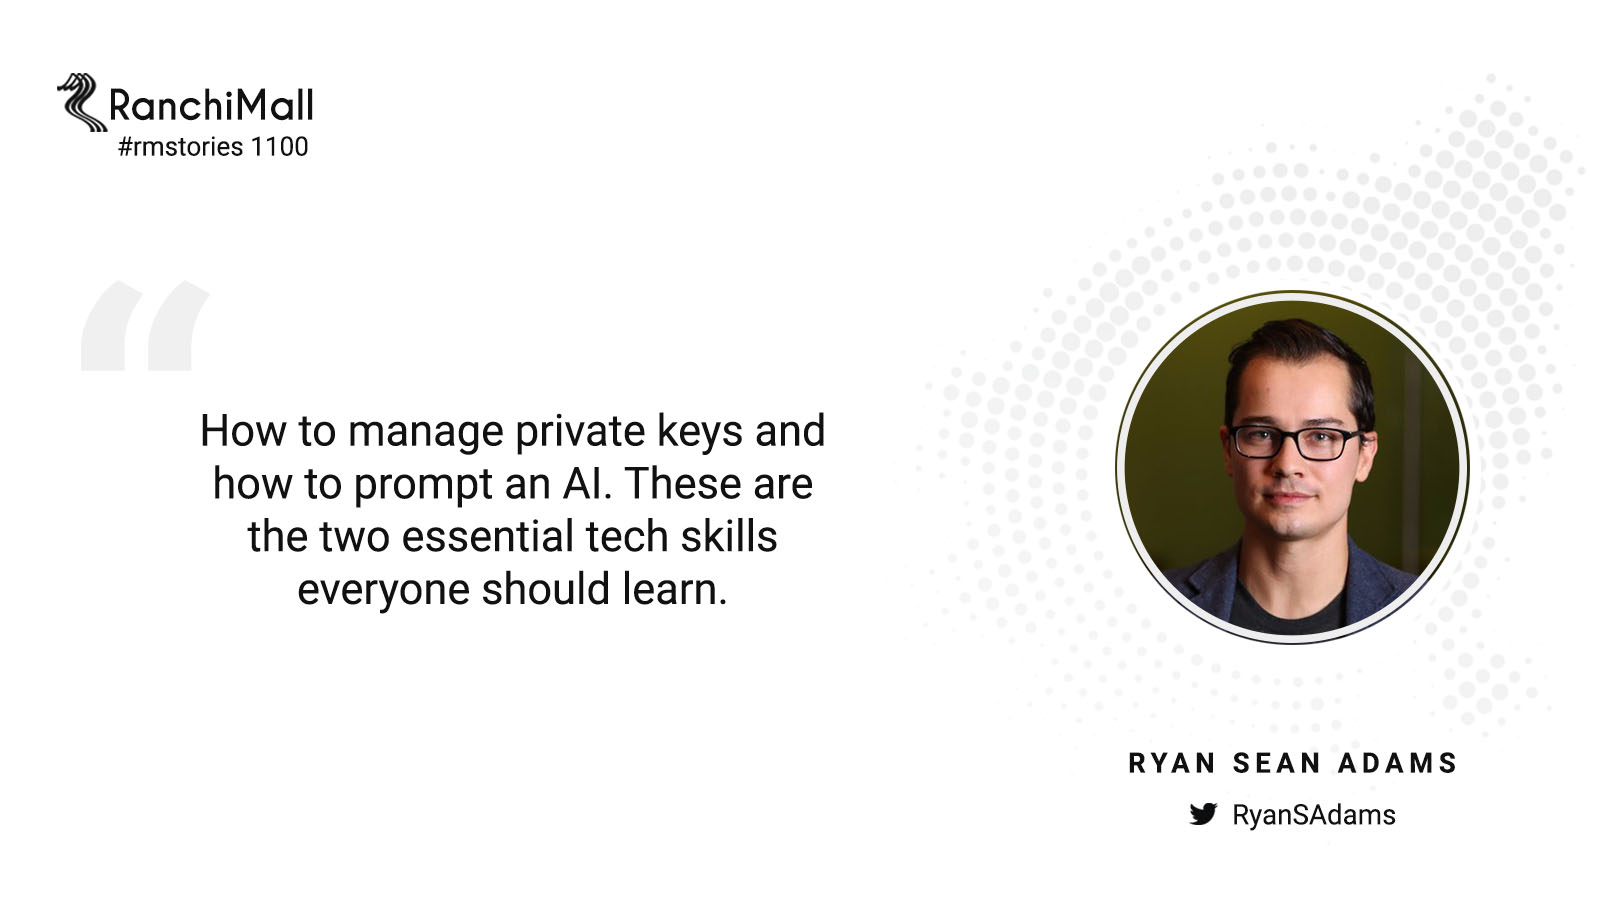 RanchiMall
#rmstories 1100
“
How to manage private keys and
how to prompt an AI. These are
the two essential tech skills
everyone should learn.
RYAN SEAN ADAMS
RyanSAdams